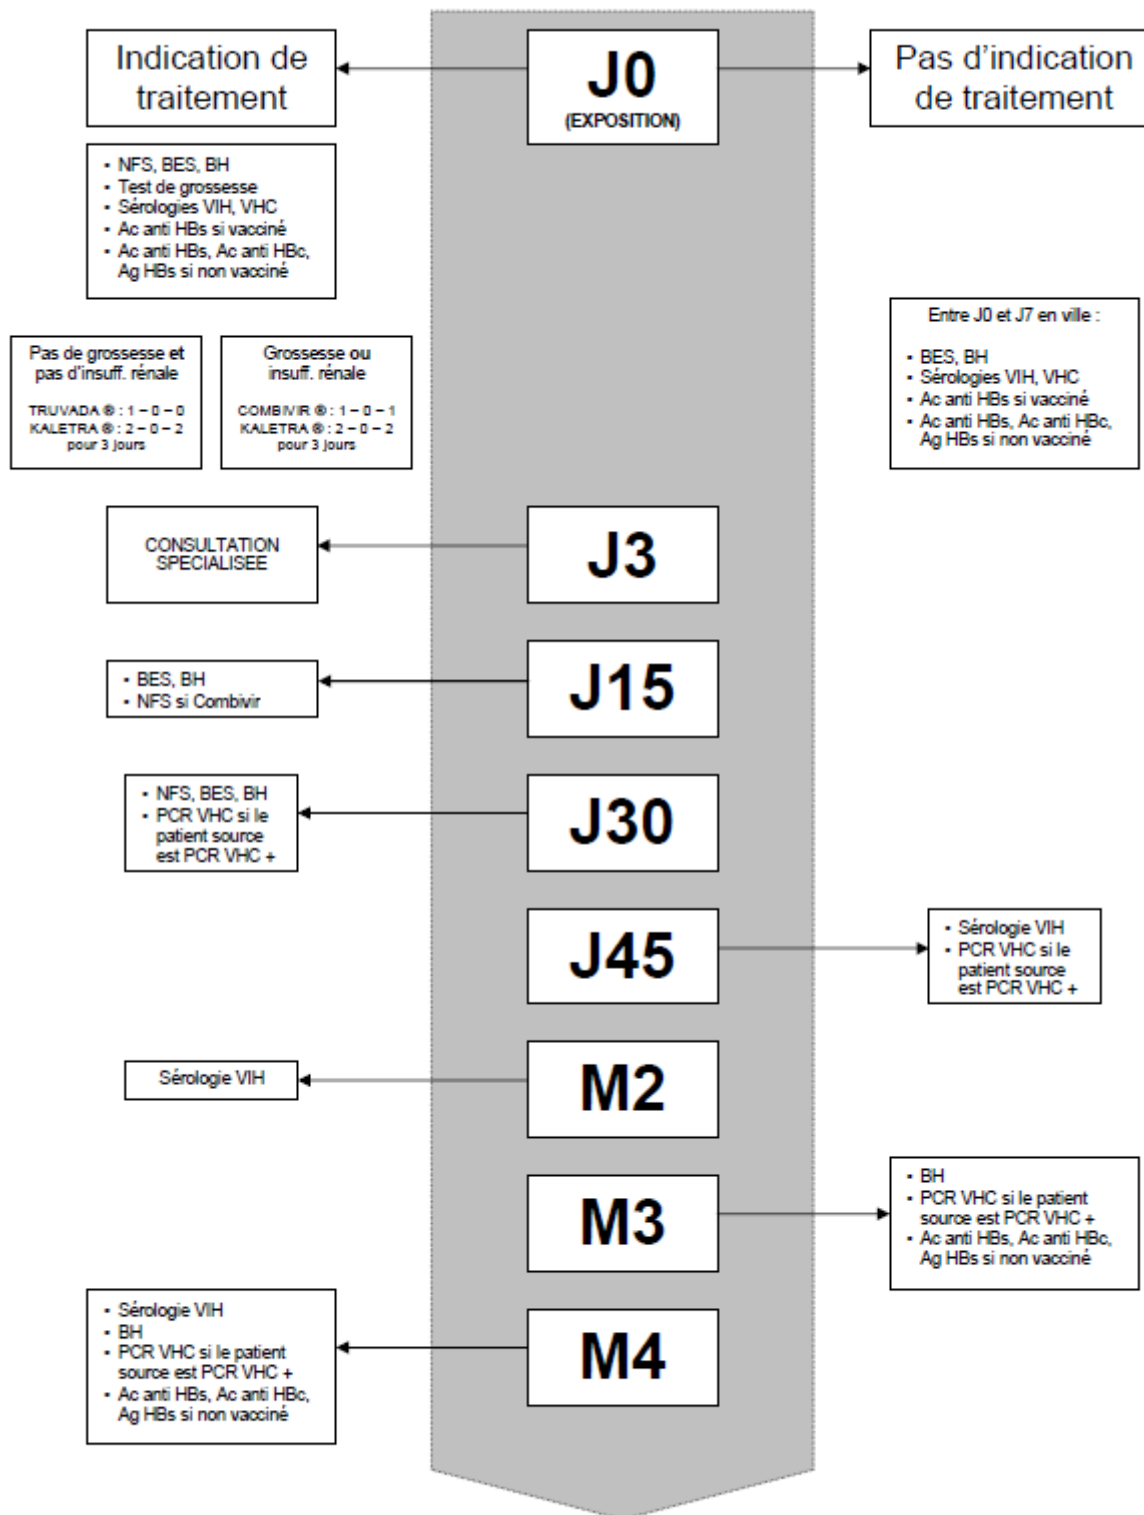 Indication de
traitement
J0
(EXPOSITION)
Pas d'indication
de traitement
▪ NFS, BES, BH
▪ Test de grossesse
▪ Sérologies VIH, VHC
▪ Ac anti HBs si vacciné
▪ Ac anti HBs, Ac anti HBc,
Ag HBs si non vacciné
Entre J0 et J7 en ville :
▪ BES, BH
▪ Sérologies VIH, VHC
▪ Ac anti HBs si vacciné
▪ Ac anti HBs, Ac anti HBc,
Ag HBs si non vacciné
Pas de grossesse et
pas d'insuff. rénale
TRUVADA ® : 1 – 0 – 0
KALETRA ® : 2 – 0 – 2
pour 3 jours
Grossesse ou
insuff. rénale
COMBIVIR ® : 1 – 0 – 1
KALETRA ® : 2 – 0 – 2
pour 3 jours
CONSULTATION
SPECIALISEE
J3
▪ BES, BH
▪ NFS si Combivir
J15
▪ NFS, BES, BH
▪ PCR VHC si le
patient source
est PCR VHC +
J30
J45
▪ Sérologie VIH
▪ PCR VHC si le
patient source
est PCR VHC +
Sérologie VIH
M2
M3
▪ BH
▪ PCR VHC si le patient
source est PCR VHC +
▪ Ac anti HBs, Ac anti HBc,
Ag HBs si non vacciné
▪ Sérologie VIH
▪ BH
▪ PCR VHC si le patient
source est PCR VHC +
▪ Ac anti HBs, Ac anti HBc,
Ag HBs si non vacciné
M4